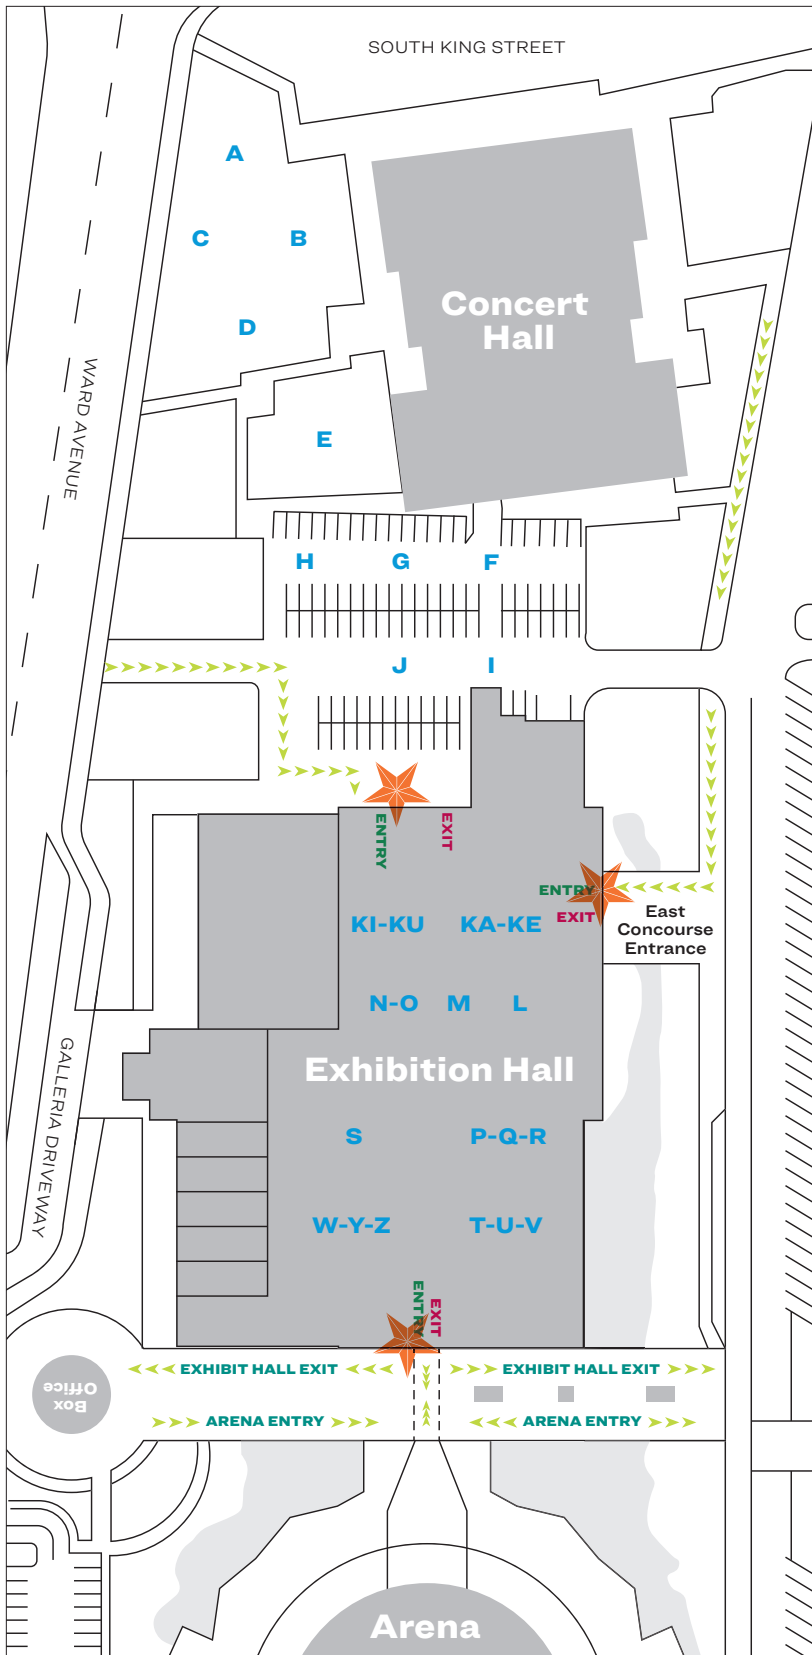 SOUTH KING STREET
A
C
B
Concert
Hall
D
WARD AVENUE
E
H
G
F
J
I
ENTRY
EXIT
ENTRY
EXIT
East
Concourse
Entrance
KI-KU
KA-KE
N-O
M
L
Exhibition Hall
GALLERIA DRIVEWAY
S
P-Q-R
W-Y-Z
T-U-V
ENTRY
EXIT
EXHIBIT HALL EXIT
EXHIBIT HALL EXIT
Box
Office
ARENA ENTRY
ARENA ENTRY
Arena